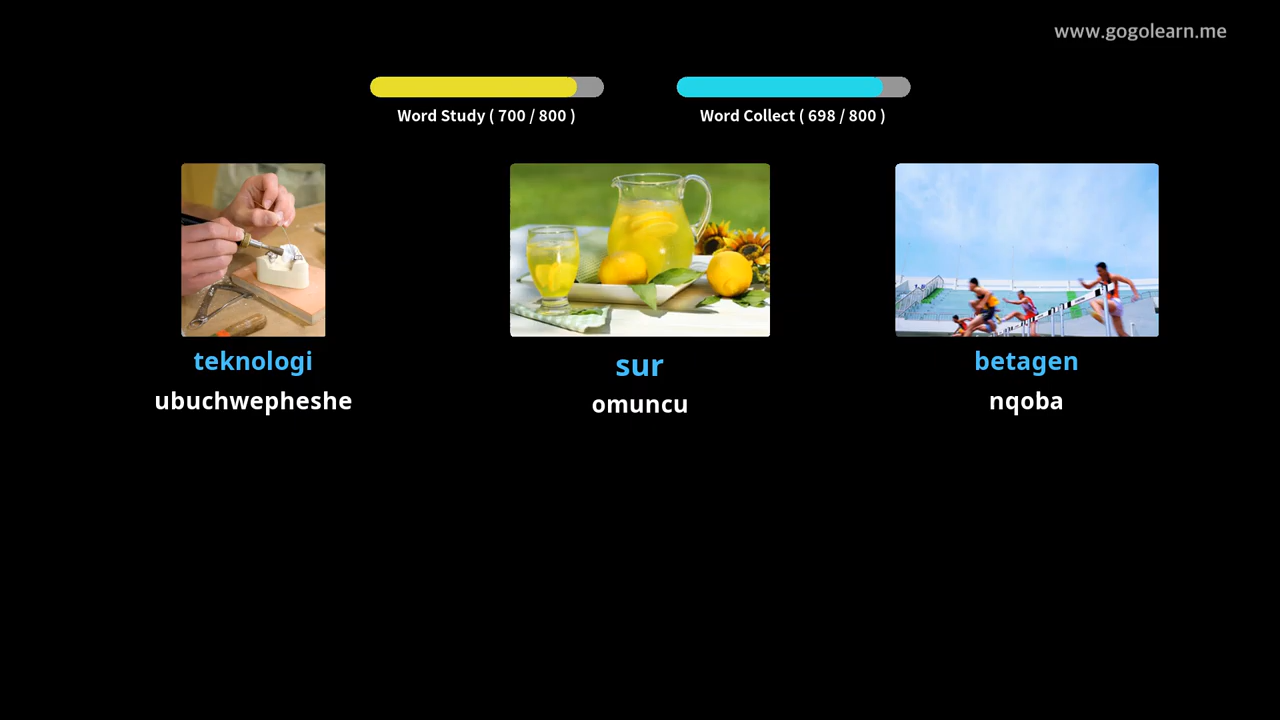 www.gogolearn.me
Word Study ( 700 / 800 )
Word Collect ( 698 / 800 )
teknologi
ubuchwepheshe
sur
omuncu
betagen
nqoba